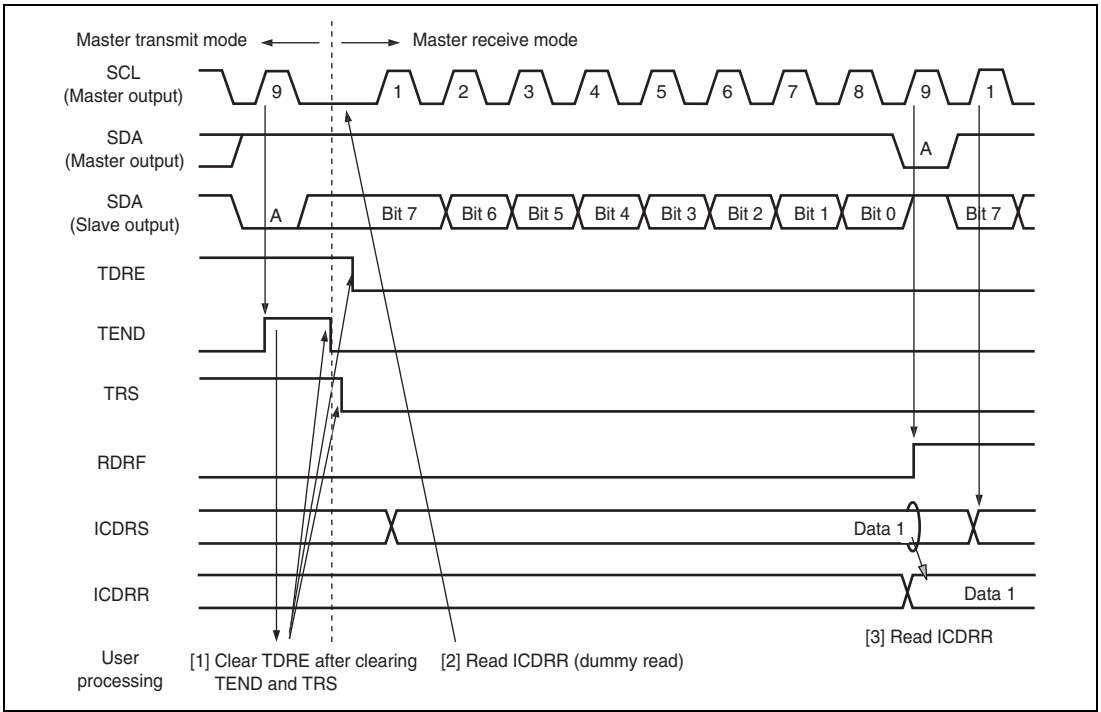 Master transmit mode
Master receive mode
SCL
(Master output)
9
1
2
3
4
5
6
7
8
9
1
SDA
(Master output)
A
SDA
(Slave output)
A
Bit 7
Bit 6
Bit 5
Bit 4
Bit 3
Bit 2
Bit 1
Bit 0
Bit 7
TDRE
TEND
TRS
RDRF
ICDRS
Data 1
ICDRR
Data 1
User
processing
[1] Clear TDRE after clearing
TEND and TRS
[2] Read ICDRR (dummy read)
[3] Read ICDRR